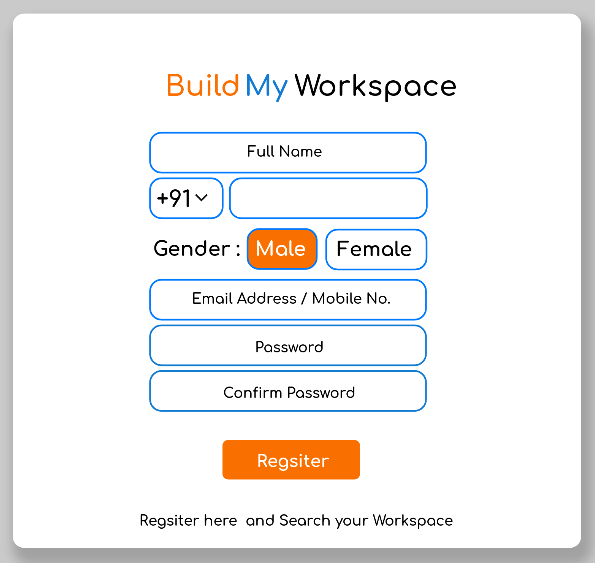 Build My Workspace
Full Name
+91
Gender : Male Female
Email Address / Mobile No.
Password
Confirm Password
Regsiter
Regsiter here and Search your Workspace